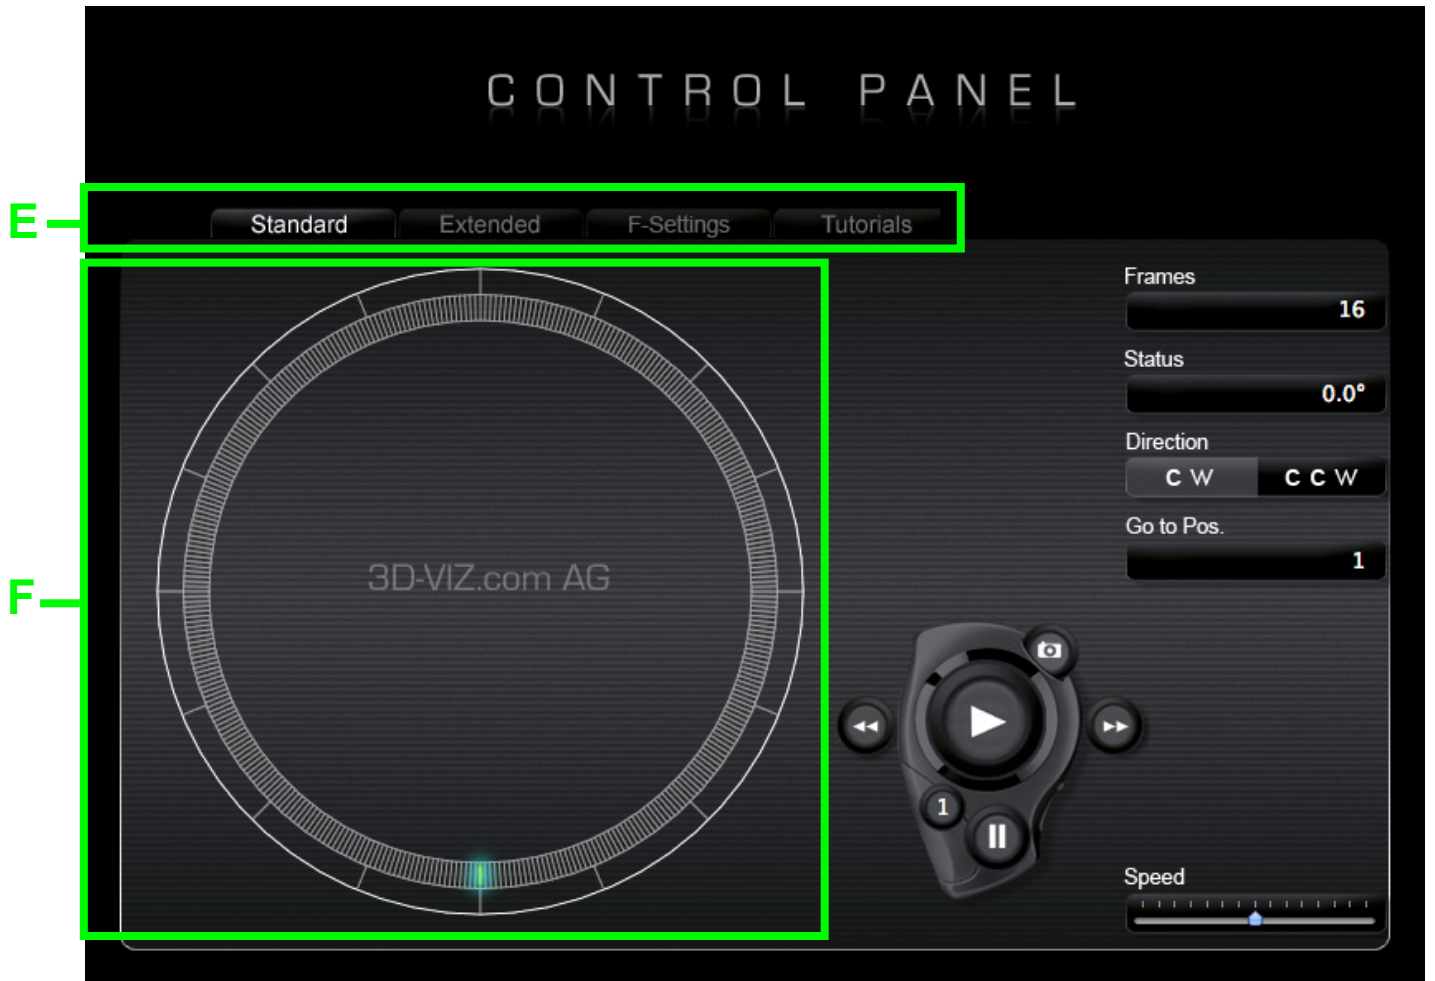 CONTROL PANEL
E
Standard Extended F-Settings Tutorials
Frames
16
Status
0.0°
Direction
CW CCW
Go to Pos.
1
3D-VIZ.com AG
F
1
Speed